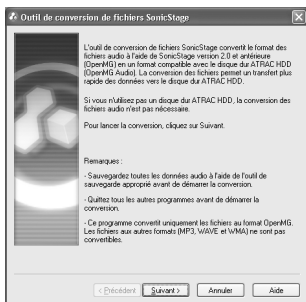 Outil de conversion de fichiers SonicStage
L'outil de conversion de fichiers SonicStage convertit le format des
fichiers audio à l'aide de SonicStage version 2.0 et antérieure
(OpenMG) en un format compatible avec le disque dur ATRAC HDD
(OpenMG Audio). La conversion des fichiers permet un transfert plus
rapide des données vers le disque dur ATRAC HDD.
Si vous n'utilisez pas un disque dur ATRAC HDD, la conversion des
fichiers audio n'est pas nécessaire.
Pour lancer la conversion, cliquez sur Suivant.
Remarques :
- Sauvegardez toutes les données audio à l'aide de l'outil de
sauvegarde approprié avant de démarrer la conversion.
- Quittez tous les autres programmes avant de démarrer la
conversion.
- Ce programme convertit uniquement les fichiers au format OpenMG.
Les fichiers aux autres formats (MP3, WAVE et WMA) ne sont pas
convertibles.
< Précédent Suivant > Annuler Aide